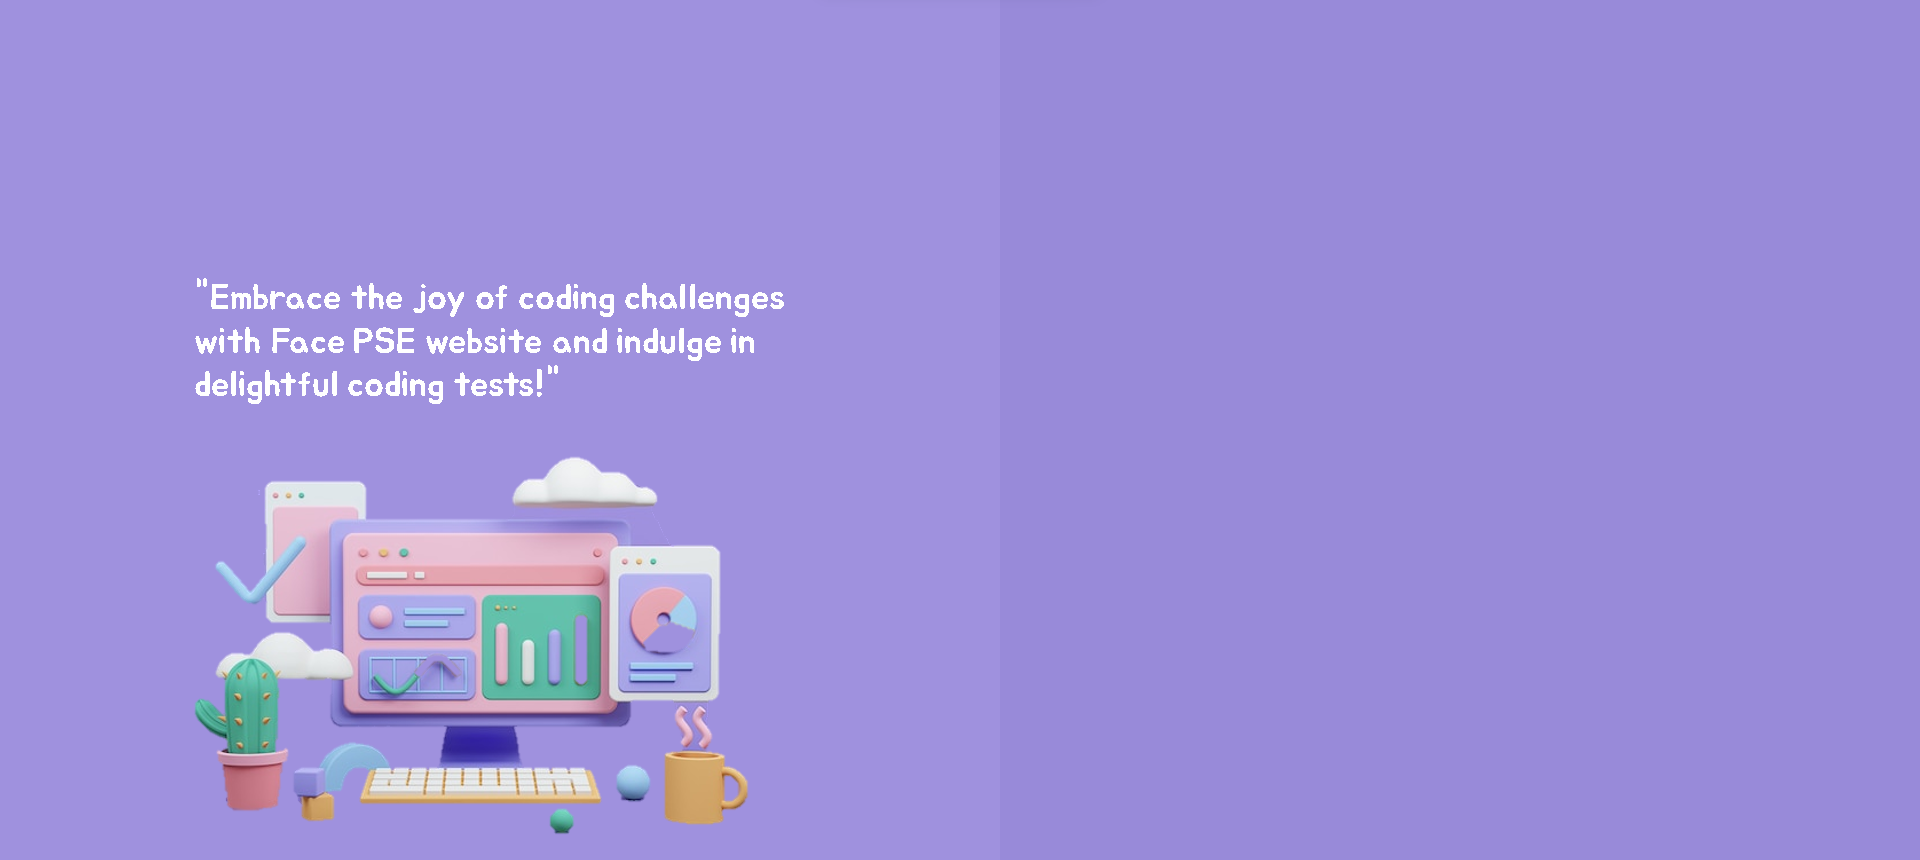 "Embrace the joy of coding challenges
with Face PSE website and indulge in
delightful coding tests!"